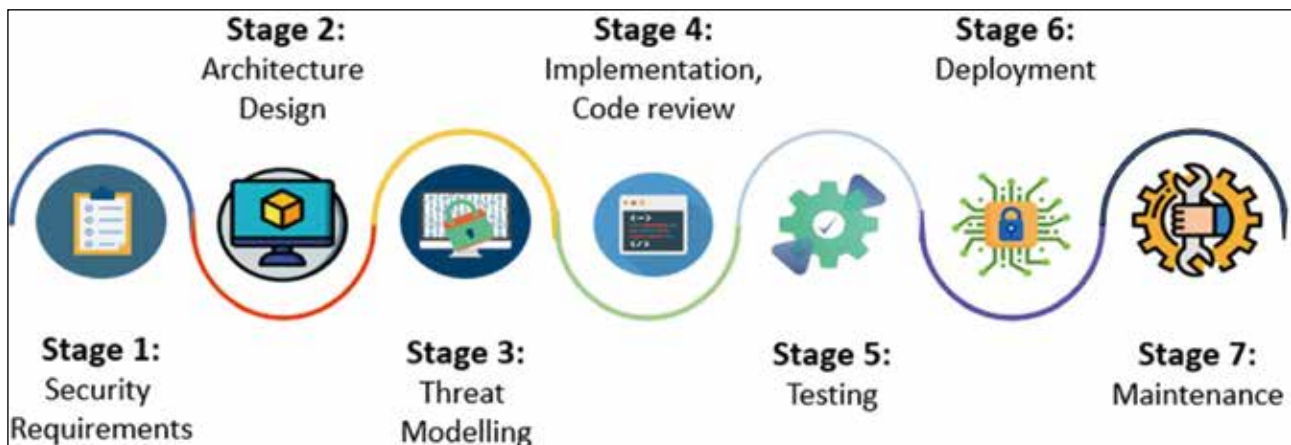 Stage 1:
Security
Requirements
Stage 2:
Architecture
Design
Stage 3:
Threat
Modelling
Stage 4:
Implementation,
Code review
Stage 5:
Testing
Stage 6:
Deployment
Stage 7:
Maintenance